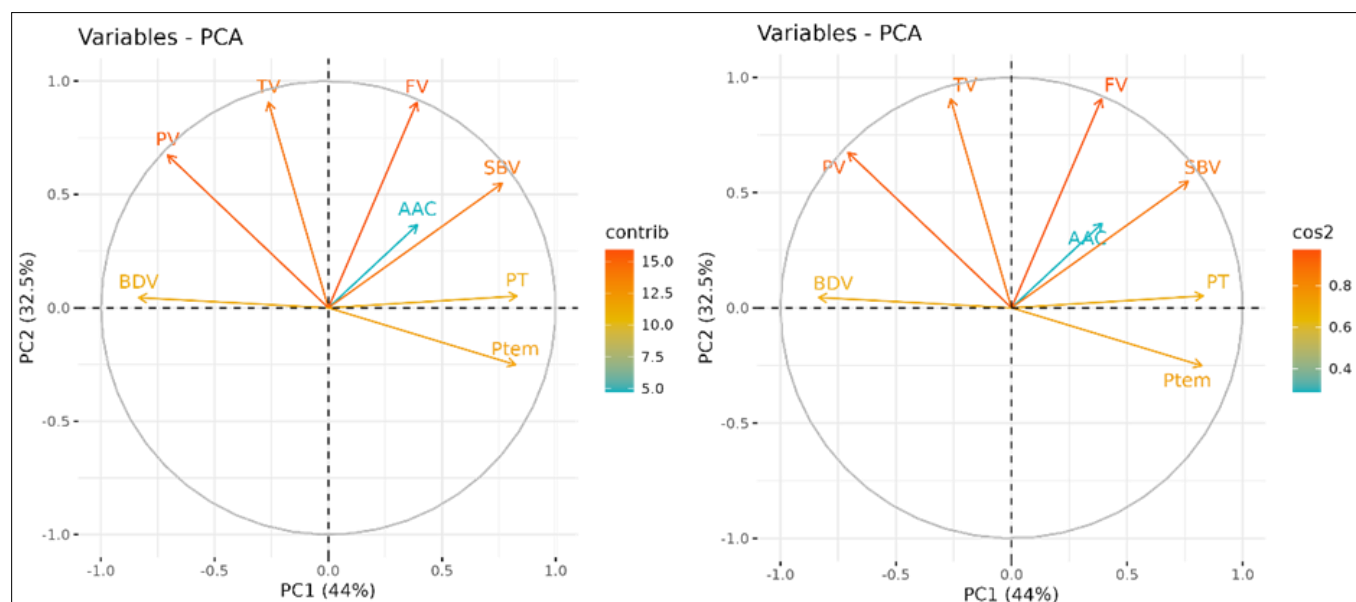 Variables - PCA
1.0
0.5
0.0
-0.5
-1.0
PC2 (32.5%)
TV
FV
PV
SBV
AAC
BDV
PT
Ptem
-1.0
-0.5
0.0
0.5
1.0
PC1 (44%)
contrib
15.0
12.5
10.0
7.5
5.0
Variables - PCA
1.0
0.5
0.0
-0.5
-1.0
PC2 (32.5%)
TV
FV
PV
SBV
AAC
BDV
PT
Ptem
-1.0
-0.5
0.0
0.5
1.0
PC1 (44%)
cos2
0.8
0.6
0.4